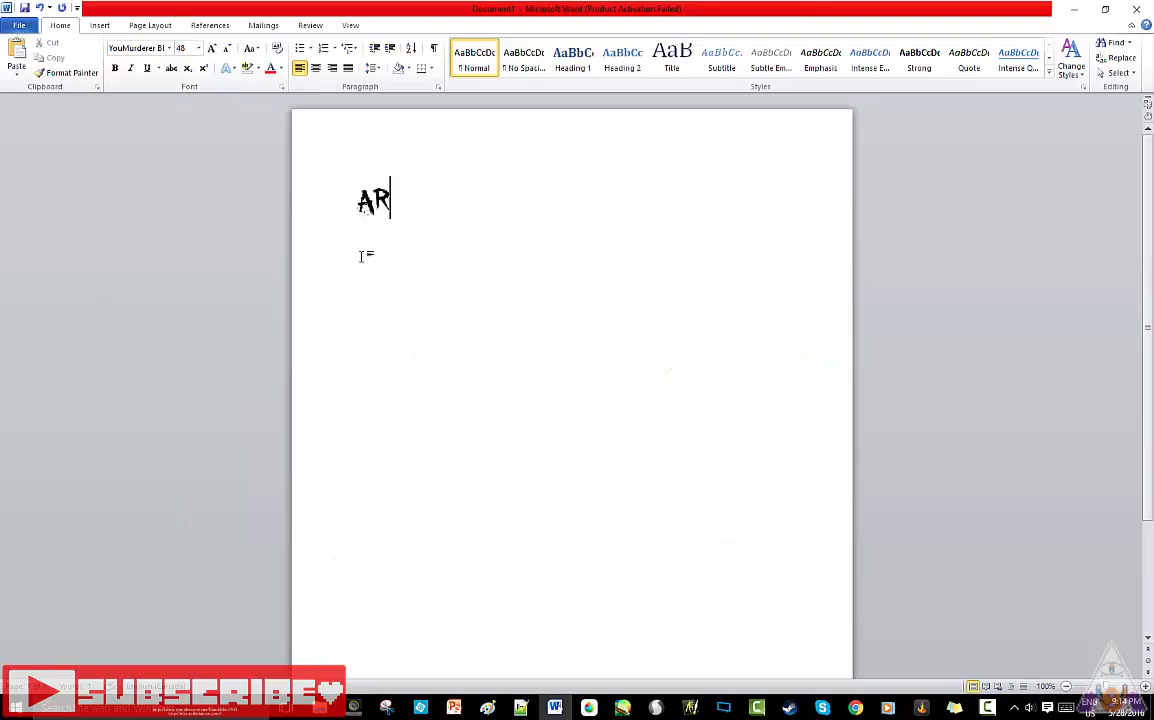 Document1 - Microsoft Word (Product Activation Failed)
File Home Insert Page Layout References Mailings Review View
Cut
Copy
Format Painter
Paste
Clipboard
YouMurderer BI 48
Font
Paragraph
AaBbCcDc AaBbCcDc AaBbC AaBbCc AaB AaBbCc. AaBbCcDc AaBbCcDc AaBbCcDc AaBbCcDc AaBbCcDc AaBbCcDc
¶ Normal ¶ No Spaci... Heading 1 Heading 2 Title Subtitle Subtle Em... Emphasis Intense E... Strong Quote Intense Q...
Styles
Change
Styles
Find
Replace
Select
Editing
AR
SUBSCRIBE
English (Canada)
100%
ENG
US
9:14 PM
5/28/2016